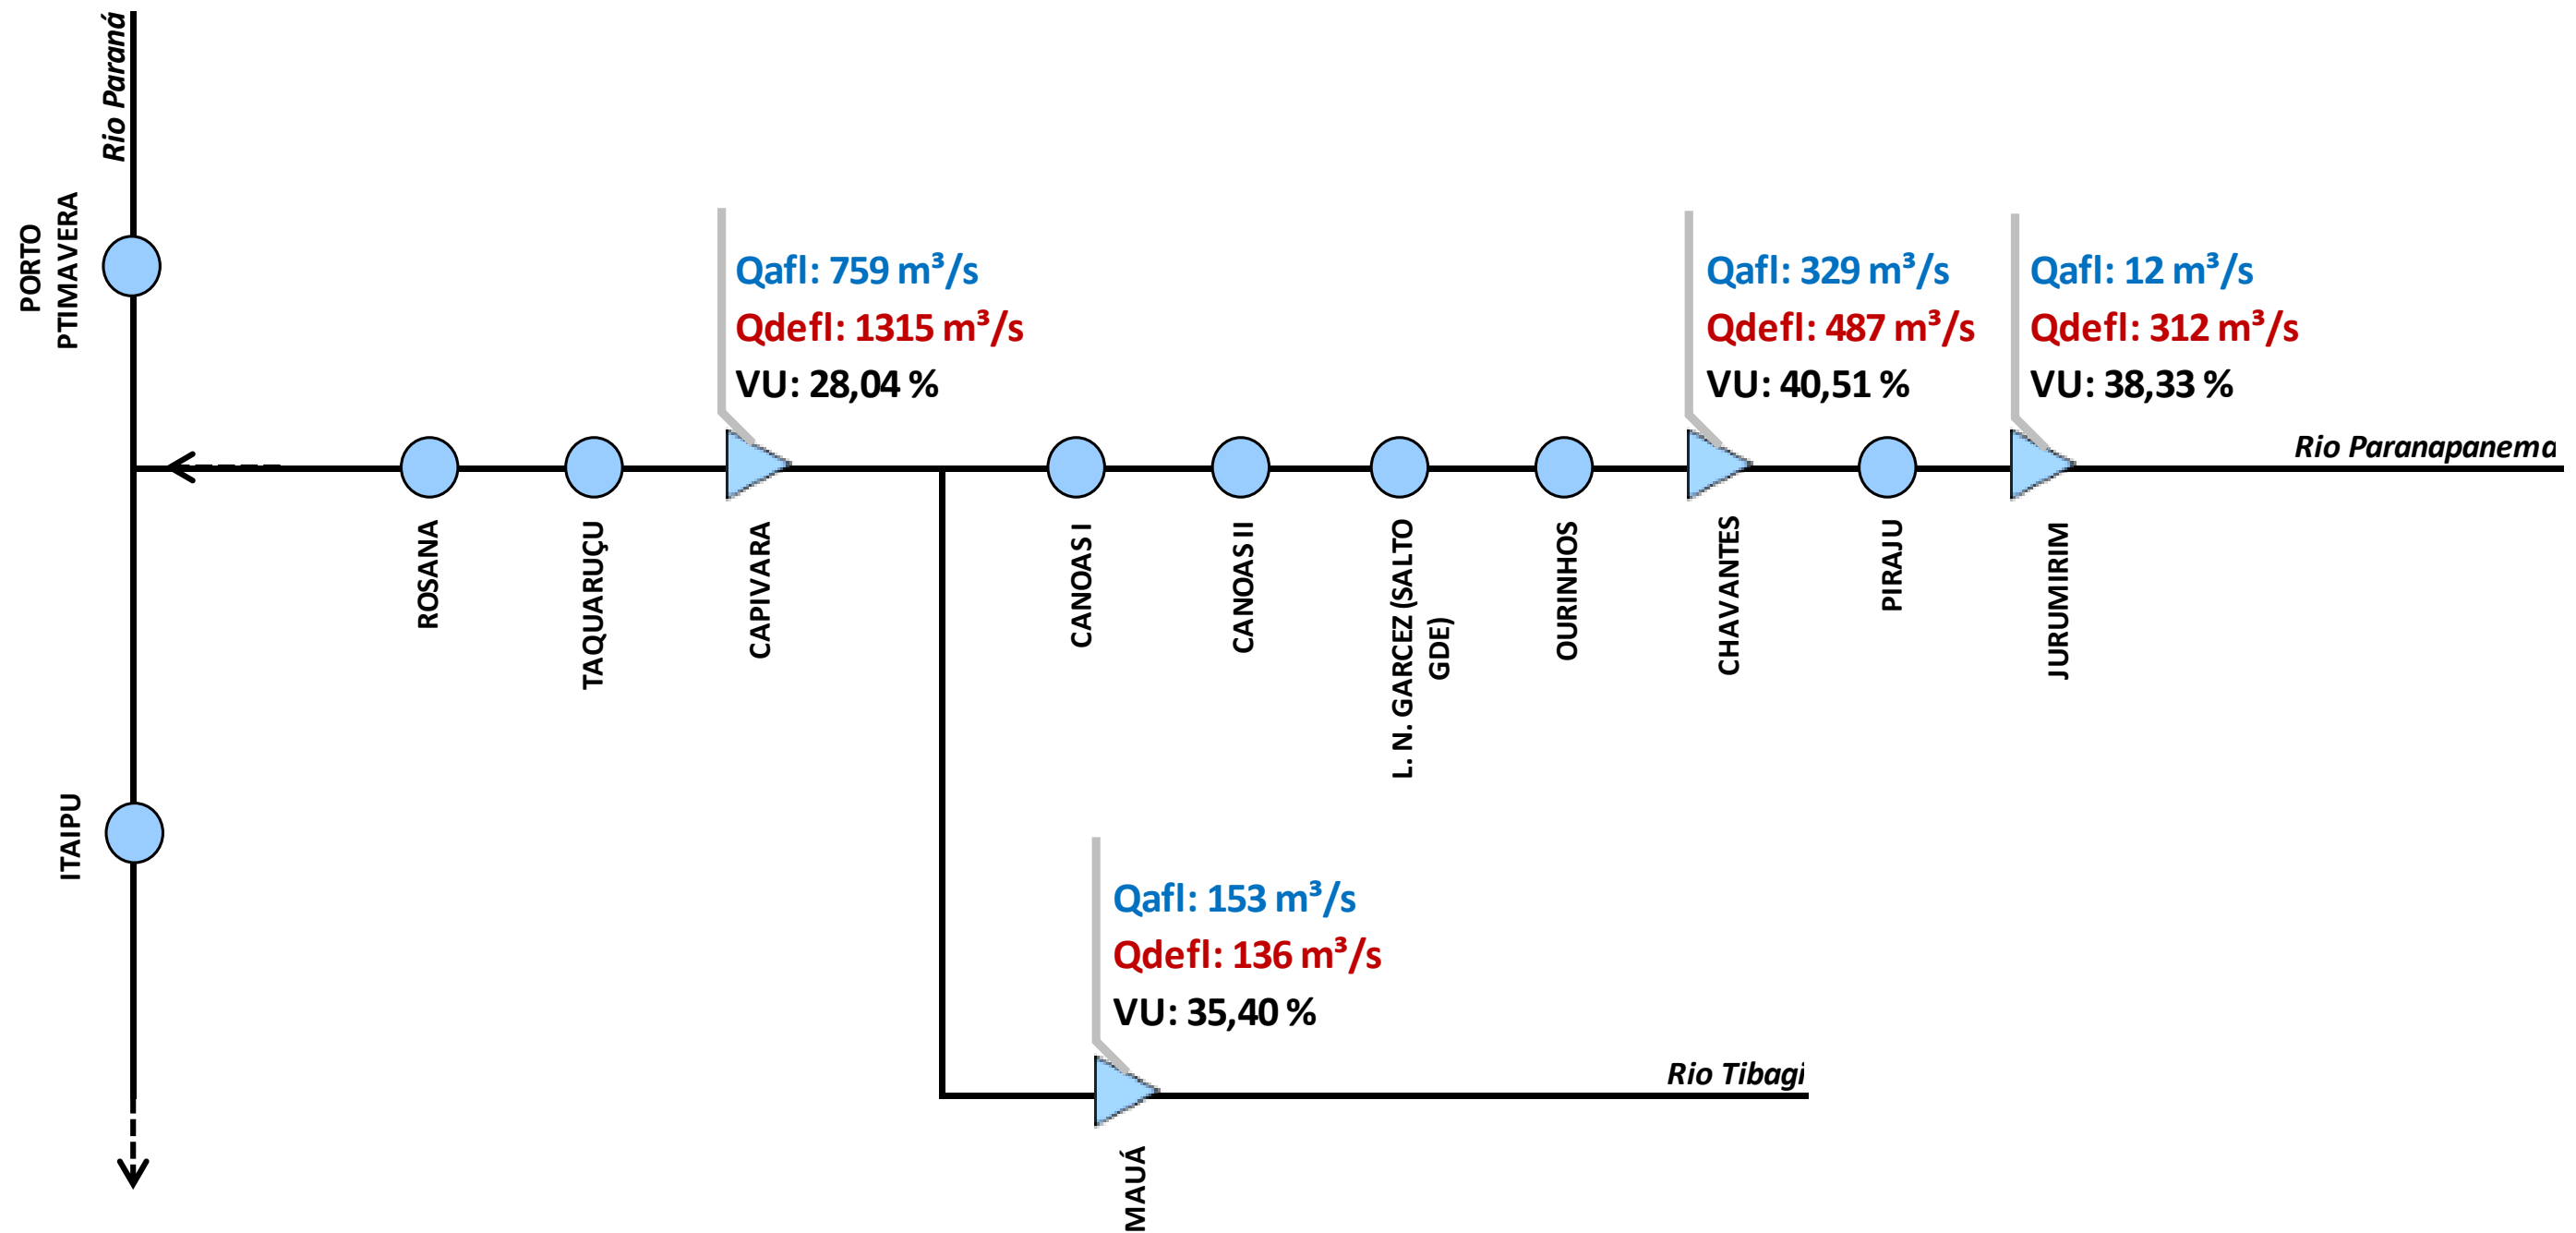 Rio Paraná
PORTO
PTIMAVERA
Qafl: 759 m³/s
Qdefl: 1315 m³/s
VU: 28,04 %
Qafl: 329 m³/s
Qdefl: 487 m³/s
VU: 40,51 %
Qafl: 12 m³/s
Qdefl: 312 m³/s
VU: 38,33 %
Rio Paranapanema
ROSANA
TAQUARUÇU
CAPIVARA
CANOAS I
CANOAS II
L. N. GARCEZ (SALTO
GDE)
OURINHOS
CHAVANTES
PIRAJU
JURUMIRIM
ITAIPU
Qafl: 153 m³/s
Qdefl: 136 m³/s
VU: 35,40 %
Rio Tibagi
MAUÁ